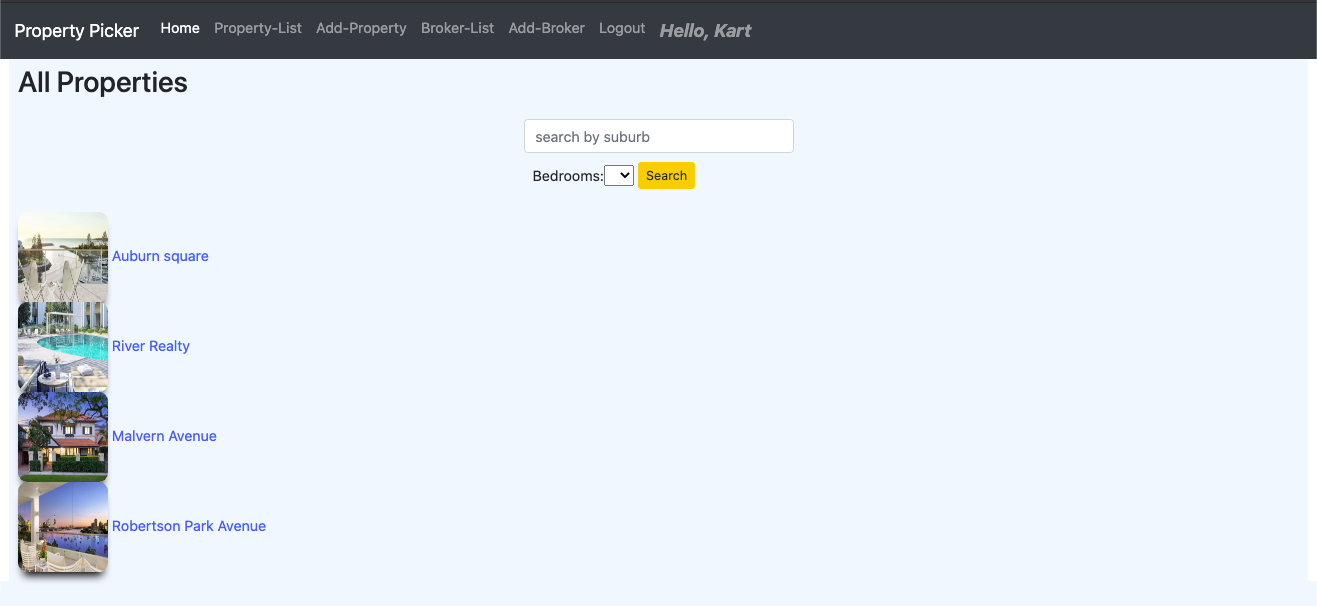 Property Picker Home Property-List Add-Property Broker-List Add-Broker Logout Hello, Kart
All Properties
search by suburb
Bedrooms: Search
Auburn square
River Realty
Malvern Avenue
Robertson Park Avenue